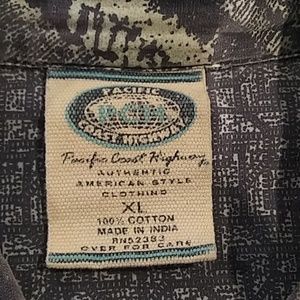 PACIFIC
PCH
COAST HIGHWAY
Pacific Coast Highway
AUTHENTIC
AMERICAN STYLE
CLOTHING
XL
100% COTTON
MADE IN INDIA
OVER FOR CARE